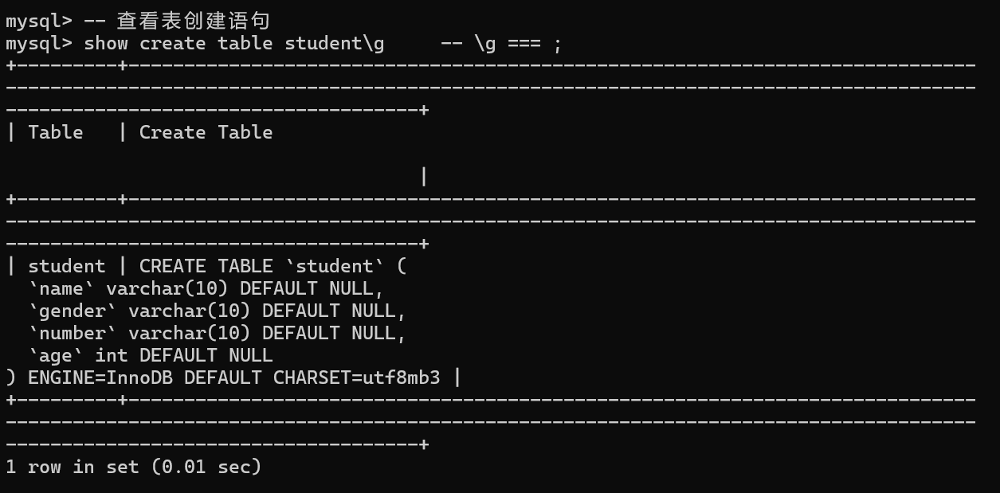 mysql> -- 查看表创建语句
mysql> show create table student\g     -- \g === ;
+---------+----------------------------------------------------------------------------
---------------------------------------------------------------------------------------
-------------------------------------+
| Table   | Create Table

                                     |
+---------+----------------------------------------------------------------------------
---------------------------------------------------------------------------------------
-------------------------------------+
| student | CREATE TABLE `student` (
  `name` varchar(10) DEFAULT NULL,
  `gender` varchar(10) DEFAULT NULL,
  `number` varchar(10) DEFAULT NULL,
  `age` int DEFAULT NULL
) ENGINE=InnoDB DEFAULT CHARSET=utf8mb3 |
+---------+----------------------------------------------------------------------------
---------------------------------------------------------------------------------------
-------------------------------------+
1 row in set (0.01 sec)